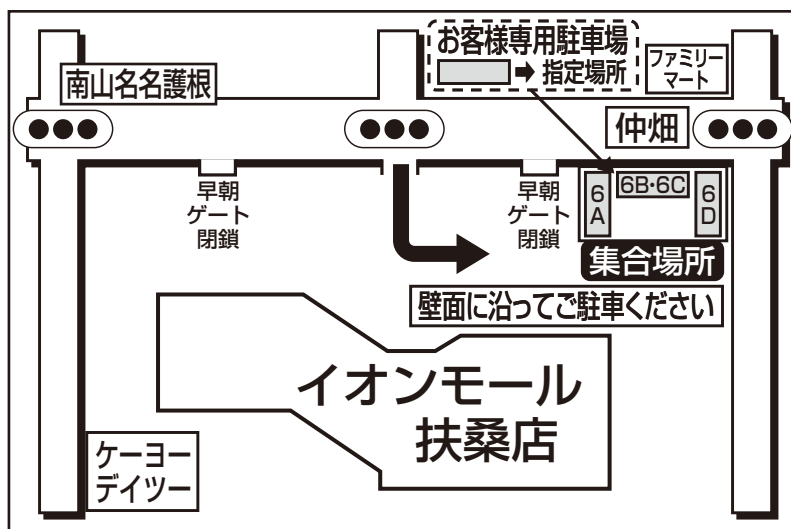 お客様専用駐車場
➡指定場所
ファミリー
マート
南山名名護根
仲畑
早朝
ゲート
閉鎖
早朝
ゲート
閉鎖
6A
6B・6C
6D
集合場所
壁面に沿ってご駐車ください
イオンモール
扶桑店
ケーヨー
デイツー